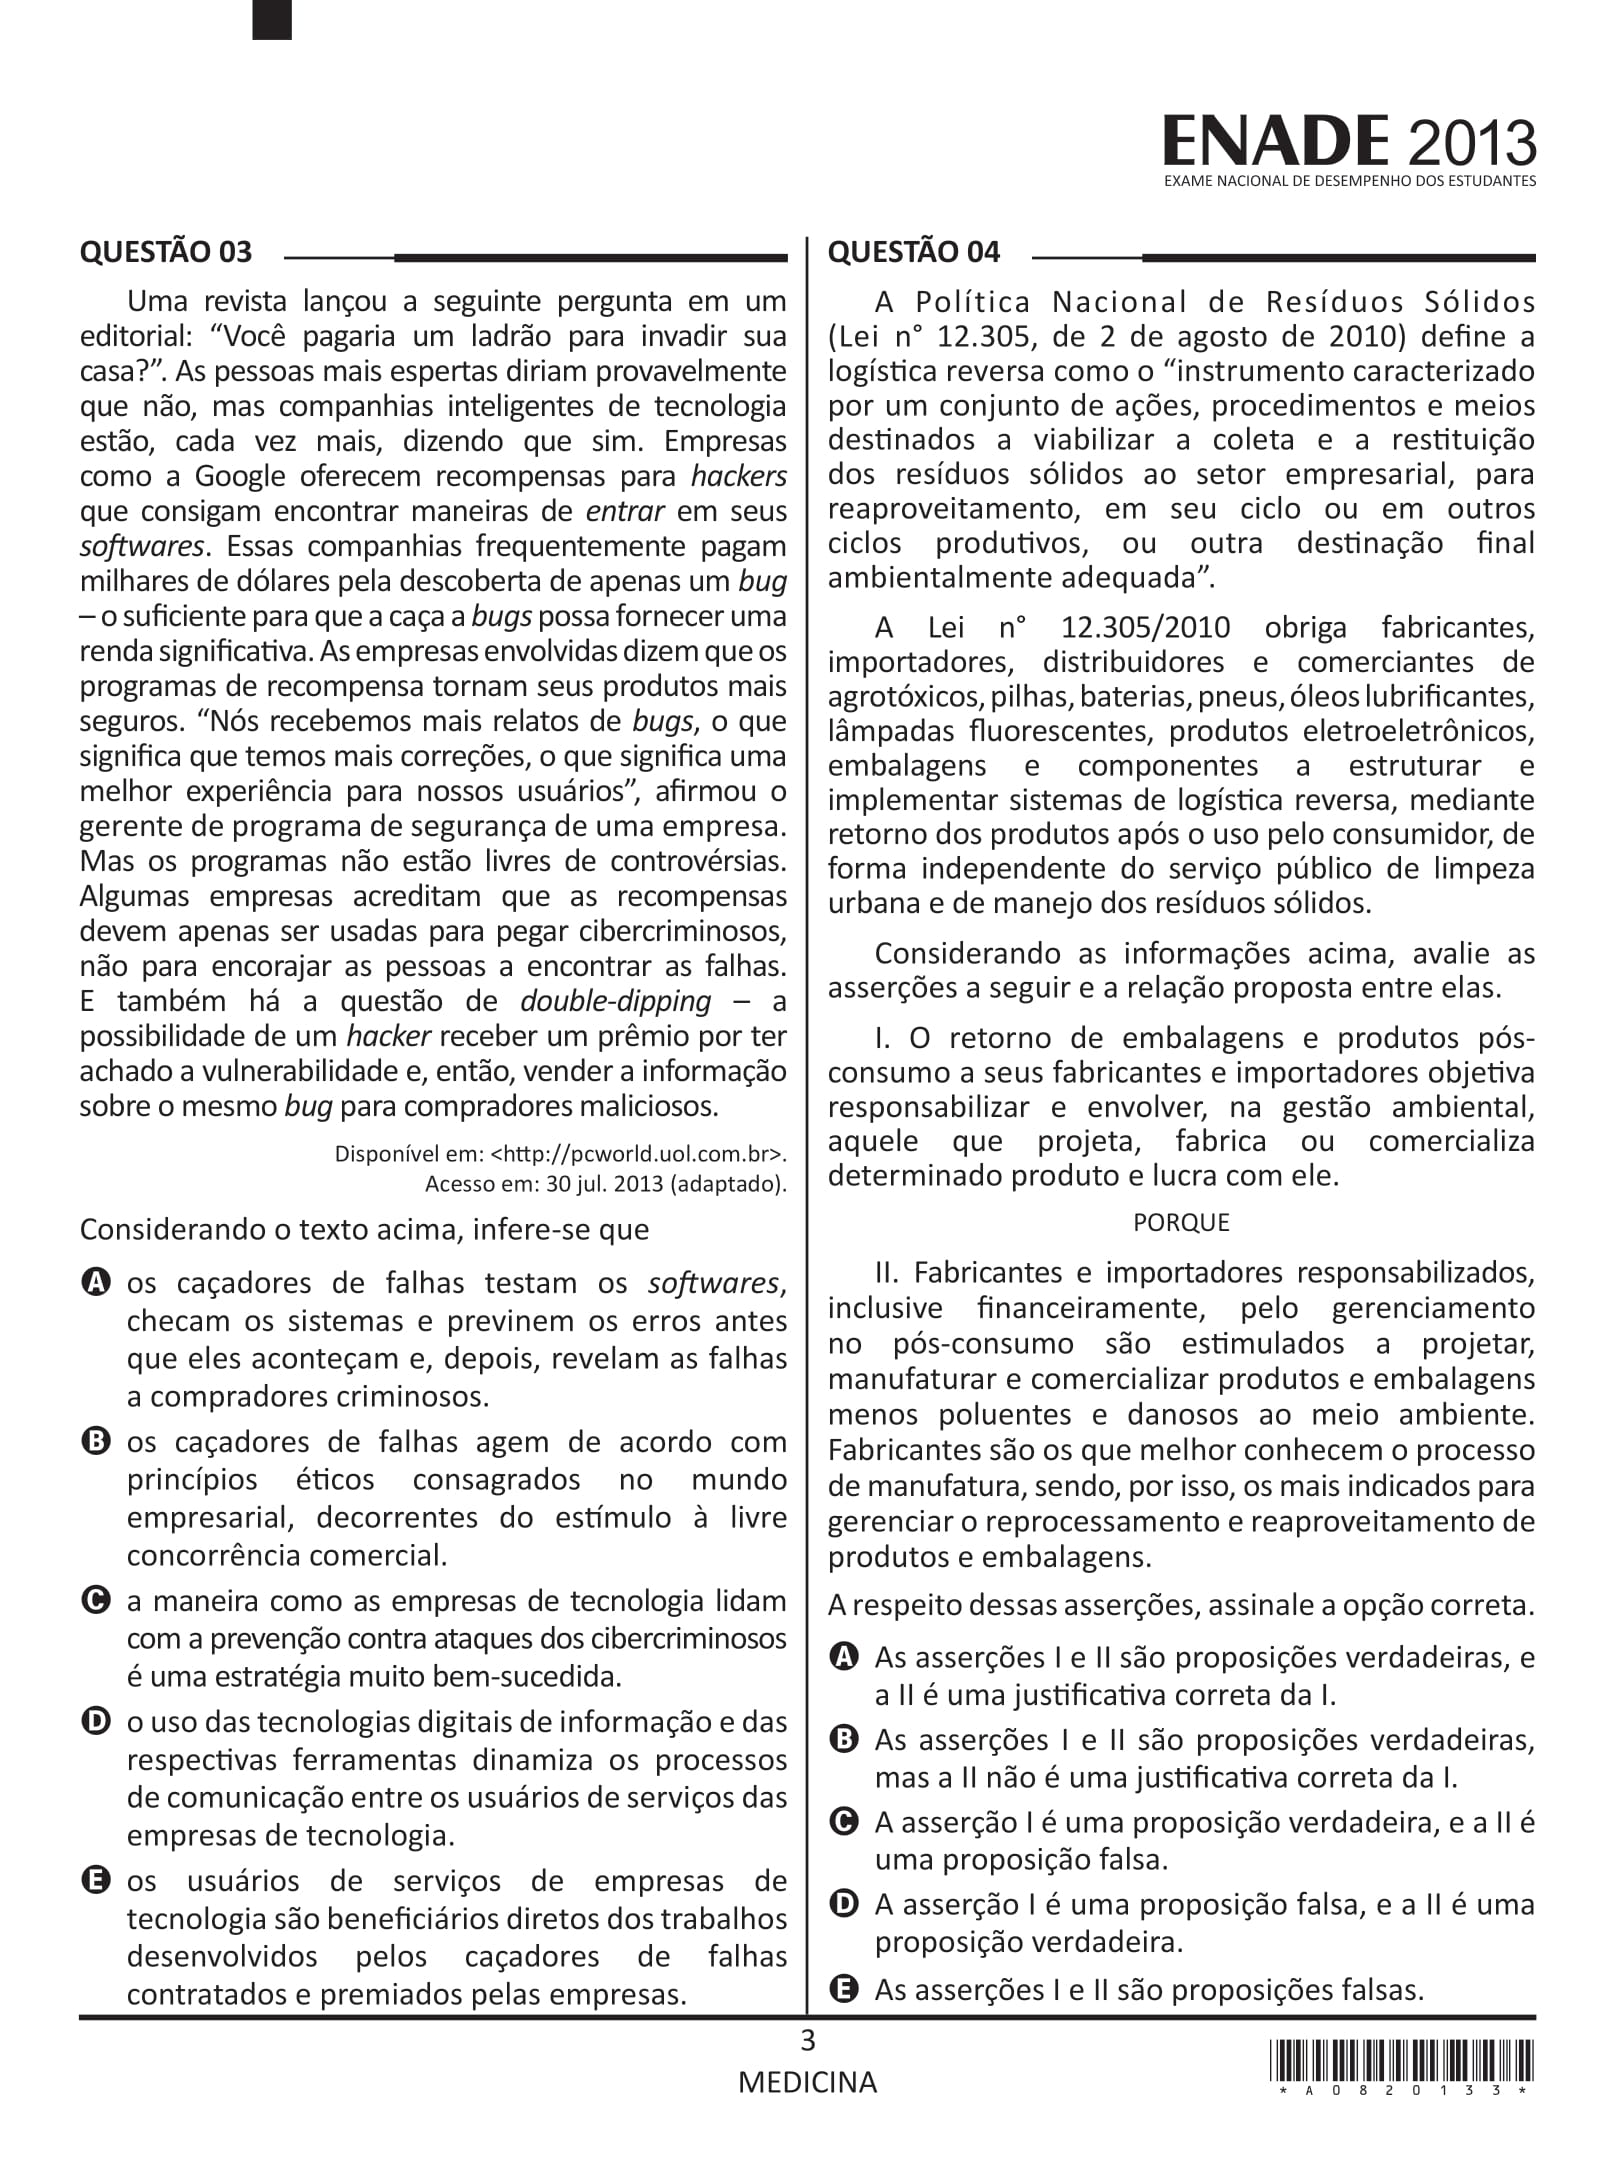 ENADE 2013
EXAME NACIONAL DE DESEMPENHO DOS ESTUDANTES
QUESTÃO 03
Uma revista lançou a seguinte pergunta em um
editorial: “Você pagaria um ladrão para invadir sua
casa?”. As pessoas mais espertas diriam provavelmente
que não, mas companhias inteligentes de tecnologia
estão, cada vez mais, dizendo que sim. Empresas
como a Google oferecem recompensas para hackers
que consigam encontrar maneiras de entrar em seus
softwares. Essas companhias frequentemente pagam
milhares de dólares pela descoberta de apenas um bug
– o suficiente para que a caça a bugs possa fornecer uma
renda significativa. As empresas envolvidas dizem que os
programas de recompensa tornam seus produtos mais
seguros. “Nós recebemos mais relatos de bugs, o que
significa que temos mais correções, o que significa uma
melhor experiência para nossos usuários”, afirmou o
gerente de programa de segurança de uma empresa.
Mas os programas não estão livres de controvérsias.
Algumas empresas acreditam que as recompensas
devem apenas ser usadas para pegar cibercriminosos,
não para encorajar as pessoas a encontrar as falhas.
E também há a questão de double-dipping – a
possibilidade de um hacker receber um prêmio por ter
achado a vulnerabilidade e, então, vender a informação
sobre o mesmo bug para compradores maliciosos.
Disponível em: <http://pcworld.uol.com.br>.
Acesso em: 30 jul. 2013 (adaptado).
Considerando o texto acima, infere-se que
A os caçadores de falhas testam os softwares,
checam os sistemas e previnem os erros antes
que eles aconteçam e, depois, revelam as falhas
a compradores criminosos.
B os caçadores de falhas agem de acordo com
princípios éticos consagrados no mundo
empresarial, decorrentes do estímulo à livre
concorrência comercial.
C a maneira como as empresas de tecnologia lidam
com a prevenção contra ataques dos cibercriminosos
é uma estratégia muito bem-sucedida.
D o uso das tecnologias digitais de informação e das
respectivas ferramentas dinamiza os processos
de comunicação entre os usuários de serviços das
empresas de tecnologia.
E os usuários de serviços de empresas de
tecnologia são beneficiários diretos dos trabalhos
desenvolvidos pelos caçadores de falhas
contratados e premiados pelas empresas.
QUESTÃO 04
A Política Nacional de Resíduos Sólidos
(Lei n° 12.305, de 2 de agosto de 2010) define a
logística reversa como o “instrumento caracterizado
por um conjunto de ações, procedimentos e meios
destinados a viabilizar a coleta e a restituição
dos resíduos sólidos ao setor empresarial, para
reaproveitamento, em seu ciclo ou em outros
ciclos produtivos, ou outra destinação final
ambientalmente adequada”.
A Lei n° 12.305/2010 obriga fabricantes,
importadores, distribuidores e comerciantes de
agrotóxicos, pilhas, baterias, pneus, óleos lubrificantes,
lâmpadas fluorescentes, produtos eletroeletrônicos,
embalagens e componentes a estruturar e
implementar sistemas de logística reversa, mediante
retorno dos produtos após o uso pelo consumidor, de
forma independente do serviço público de limpeza
urbana e de manejo dos resíduos sólidos.
Considerando as informações acima, avalie as
asserções a seguir e a relação proposta entre elas.
I. O retorno de embalagens e produtos pós-
consumo a seus fabricantes e importadores objetiva
responsabilizar e envolver, na gestão ambiental,
aquele que projeta, fabrica ou comercializa
determinado produto e lucra com ele.
PORQUE
II. Fabricantes e importadores responsabilizados,
inclusive financeiramente, pelo gerenciamento
no pós-consumo são estimulados a projetar,
manufaturar e comercializar produtos e embalagens
menos poluentes e danosos ao meio ambiente.
Fabricantes são os que melhor conhecem o processo
de manufatura, sendo, por isso, os mais indicados para
gerenciar o reprocessamento e reaproveitamento de
produtos e embalagens.
A respeito dessas asserções, assinale a opção correta.
A As asserções I e II são proposições verdadeiras, e
a II é uma justificativa correta da I.
B As asserções I e II são proposições verdadeiras,
mas a II não é uma justificativa correta da I.
C A asserção I é uma proposição verdadeira, e a II é
uma proposição falsa.
D A asserção I é uma proposição falsa, e a II é uma
proposição verdadeira.
E As asserções I e II são proposições falsas.
3
MEDICINA
*A0820133*